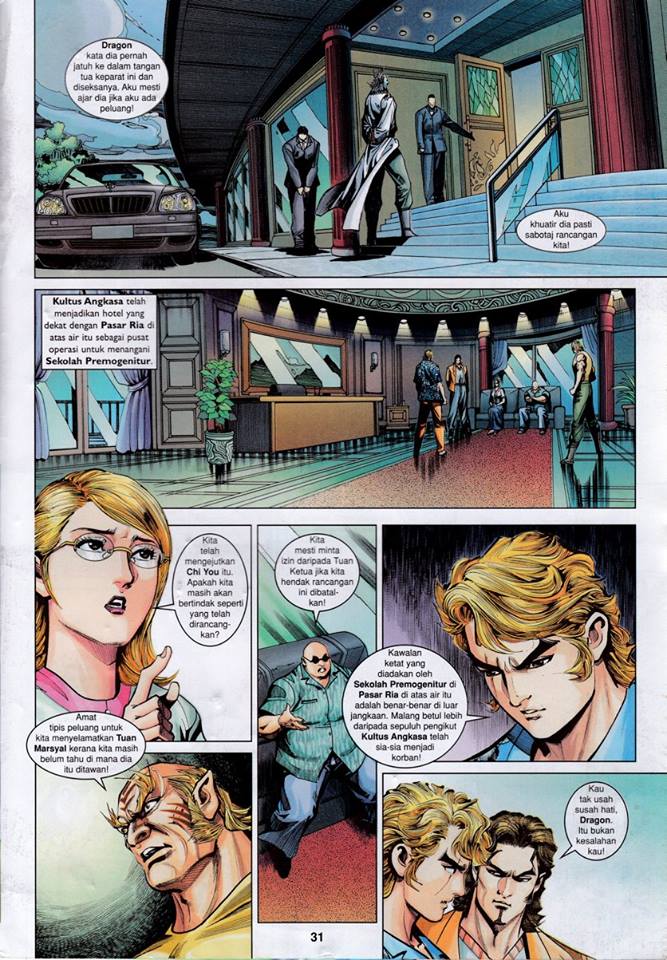 Dragon
kata dia pernah
jatuh ke dalam tangan
tua keparat ini dan
diseksanya. Aku mesti
ajar dia jika aku ada
peluang!
Aku
khuatir dia pasti
sabotaj rancangan
kita!
Kultus Angkasa telah
menjadikan hotel yang
dekat dengan Pasar Ria di
atas air itu sebagai pusat
operasi untuk menangani
Sekolah Premogenitur.
Kita
telah
mengejutkan
Chi You itu.
Apakah kita
masih akan
bertindak seperti
yang telah
dirancang-
kan?
Kita
mesti minta
izin daripada Tuan
Ketua jika kita
hendak rancangan
ini dibatal-
kan!
Kawalan
ketat yang
diadakan oleh
Sekolah Premogenitur di
Pasar Ria di atas air itu
adalah benar-benar di luar
jangkaan. Malang betul lebih
daripada sepuluh pengikut
Kultus Angkasa telah
sia-sia menjadi
korban!
Amat
tipis peluang untuk
kita menyelamatkan Tuan
Marsyal kerana kita masih
belum tahu di mana dia
itu ditawan!
Kau
tak usah
susah hati,
Dragon.
Itu bukan
kesalahan
kau!
31